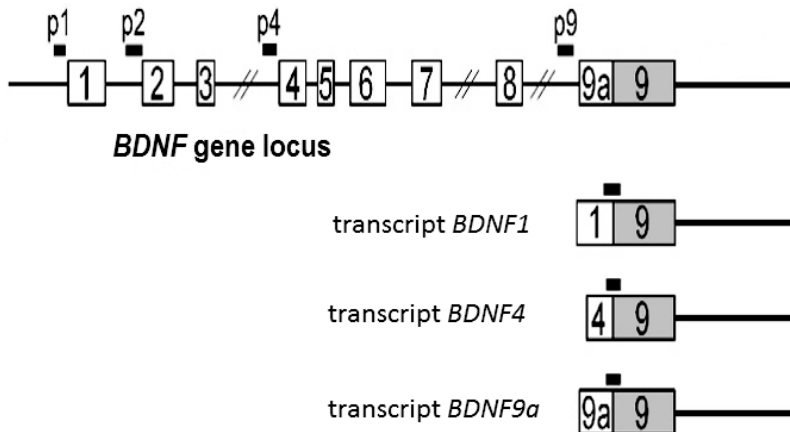 p1 p2 p4 p9
1 2 3 4 5 6 7 8 9a 9
BDNF gene locus
transcript BDNF1 1 9
transcript BDNF4 4 9
transcript BDNF9a 9a 9